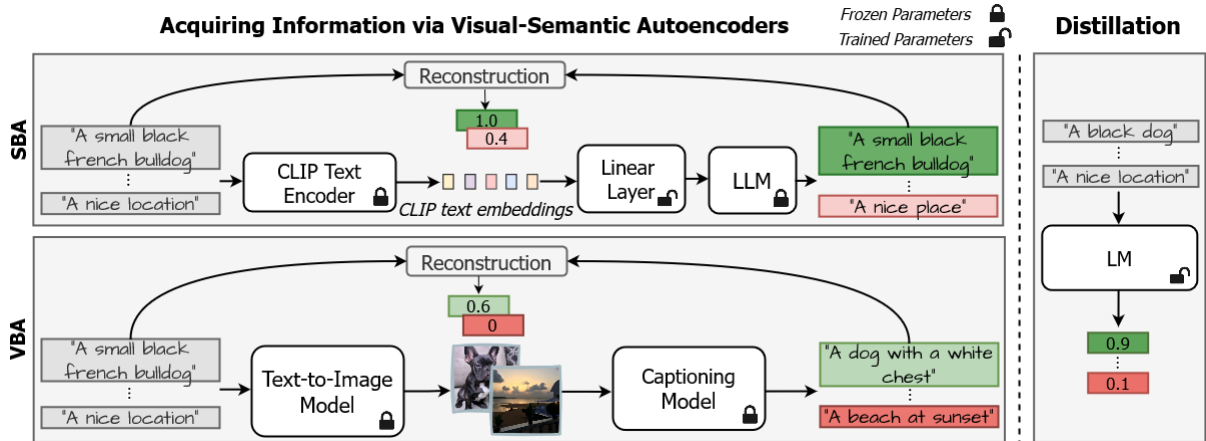 Acquiring Information via Visual-Semantic Autoencoders
Frozen Parameters
Trained Parameters
Distillation
SBA
Reconstruction
1.0
0.4
"A small black
french bulldog"
"A nice location"
CLIP Text
Encoder
CLIP text embeddings
Linear
Layer
LLM
"A small black
french bulldog"
"A nice place"
VBA
Reconstruction
0.6
0
"A small black
french bulldog"
"A nice location"
Text-to-Image
Model
Captioning
Model
"A dog with a white
chest"
"A beach at sunset"
"A black dog"
"A nice location"
LM
0.9
0.1